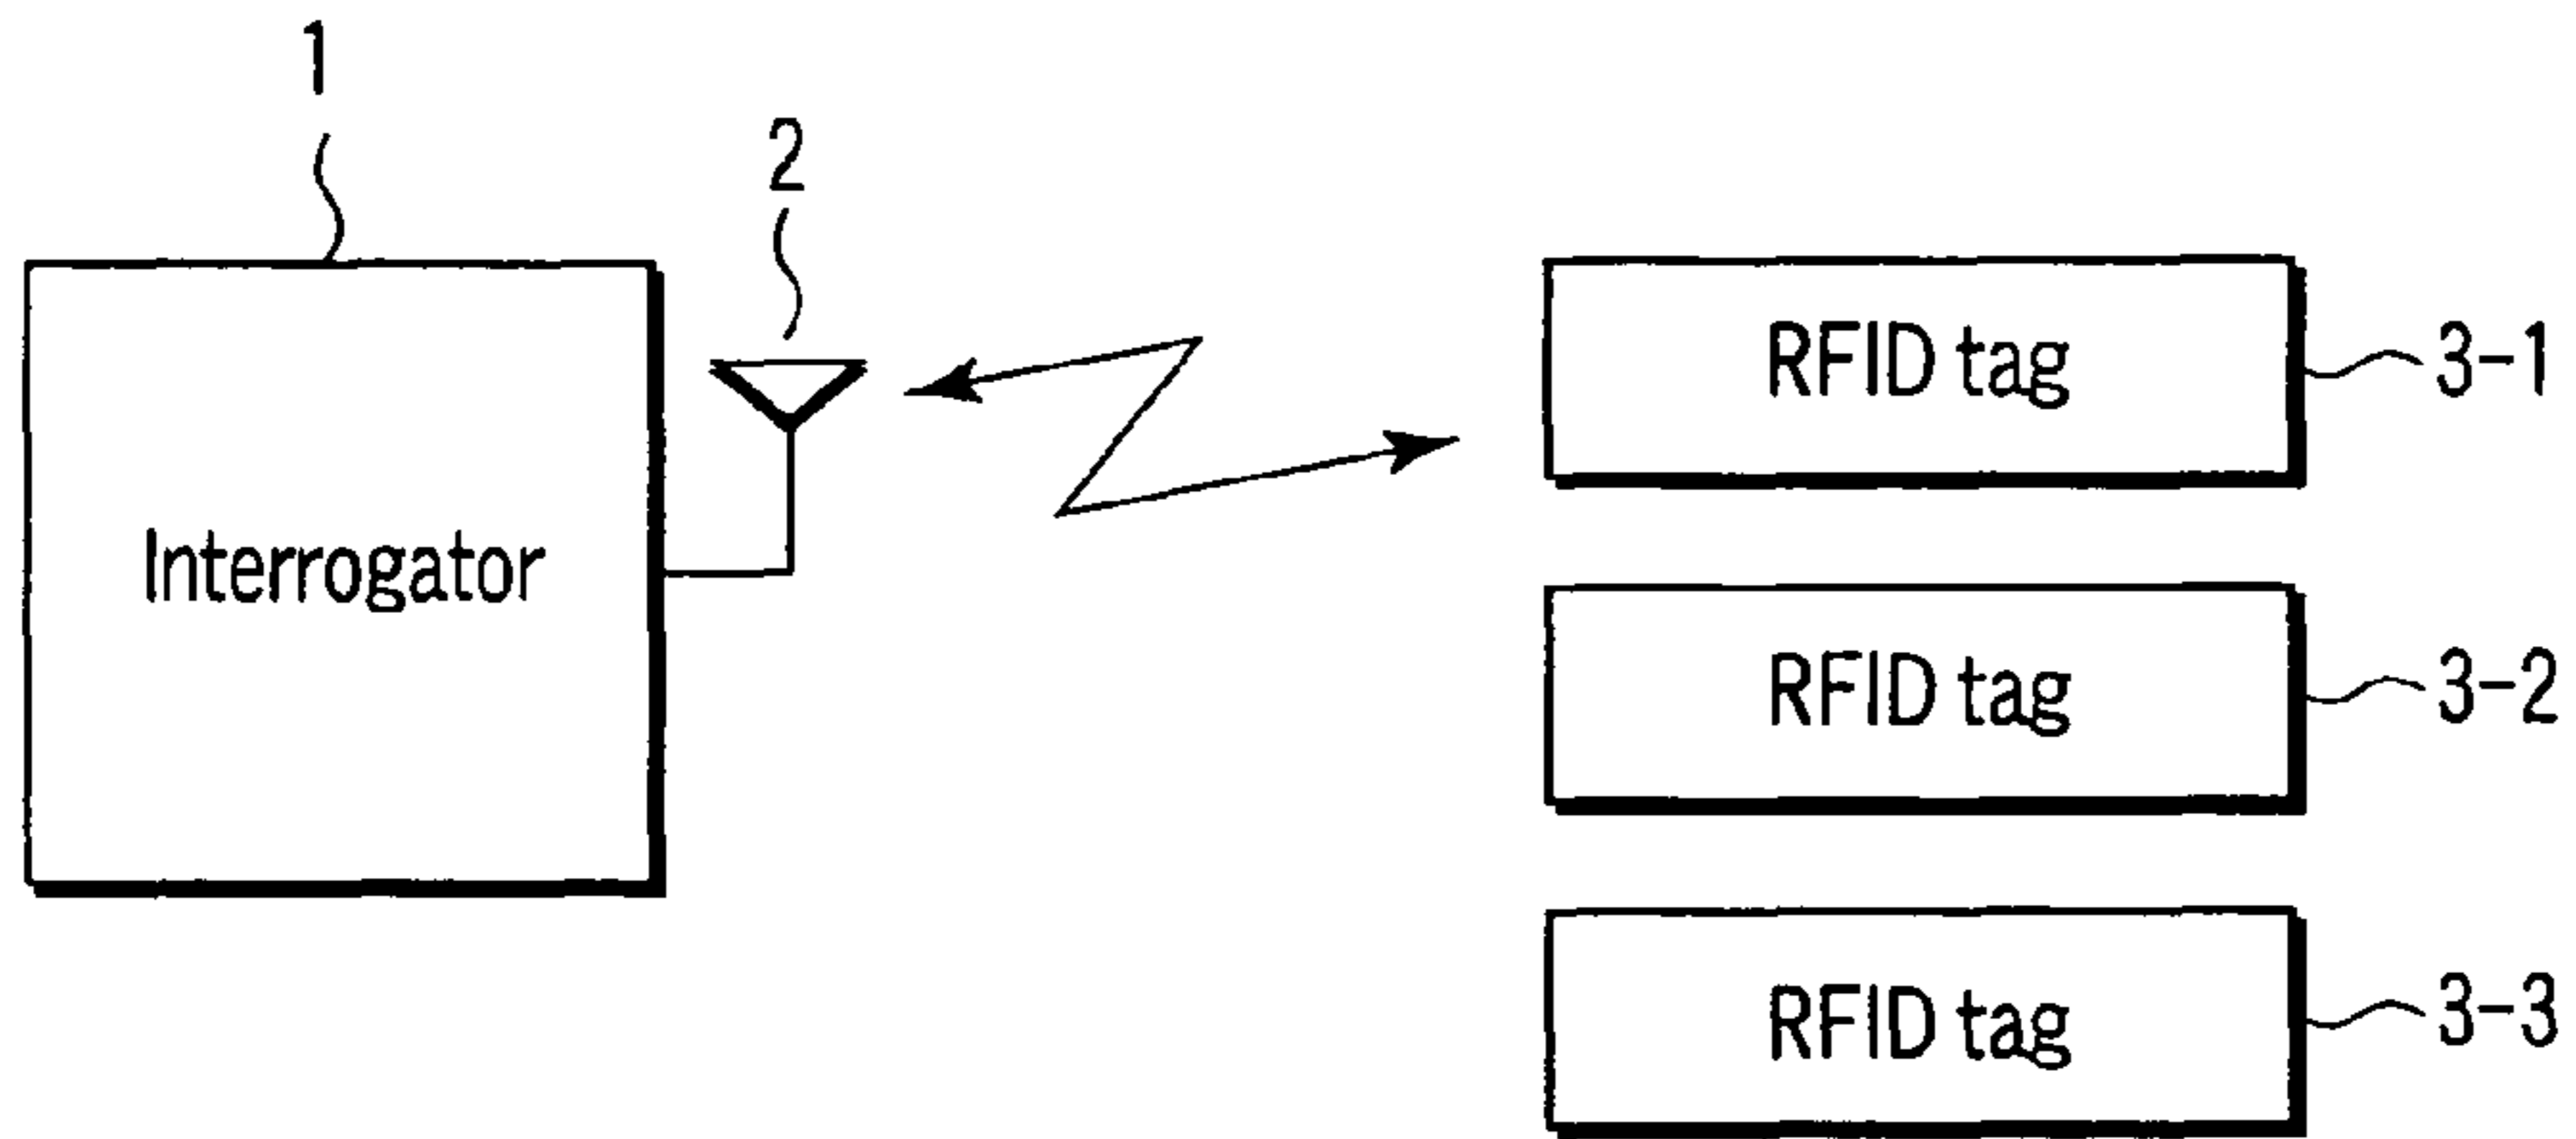 1
2
Interrogator
RFID tag
3-1
RFID tag
3-2
RFID tag
3-3